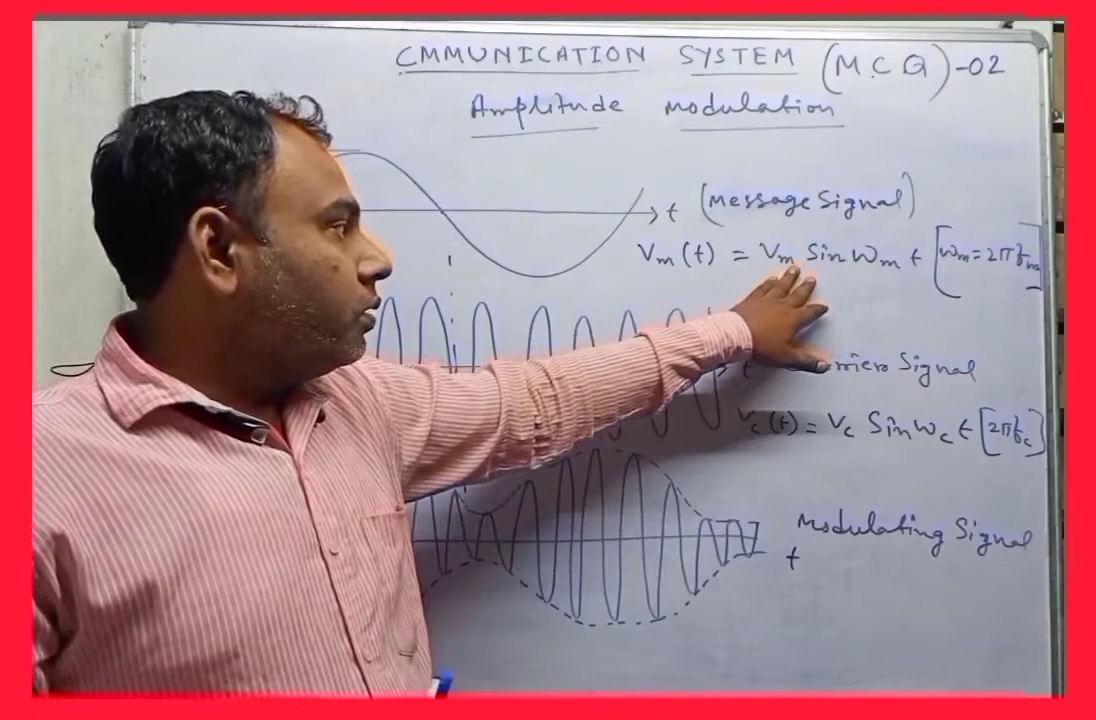 CMMUNICATION SYSTEM (MCQ)-02
Amplitude modulation
t (Message Signal)
Vm(t) = Vm Sin ωm t [ωm = 2πfm]
t Signal
Vc(t) = Vc Sin ωc t [2πfc]
Modulating Signal
t